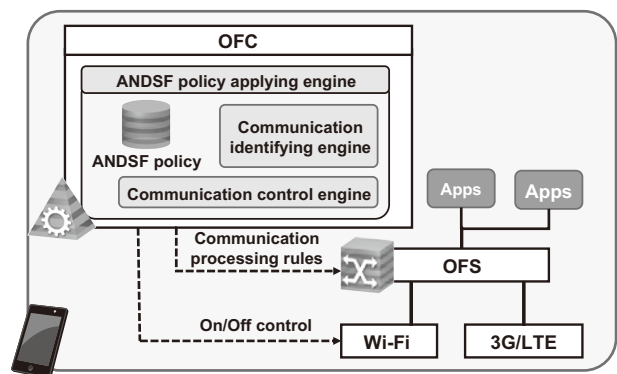 OFC
ANDSF policy applying engine
Communication
identifying engine
ANDSF policy
Communication control engine
Apps
Apps
Communication
processing rules
OFS
On/Off control
Wi-Fi
3G/LTE